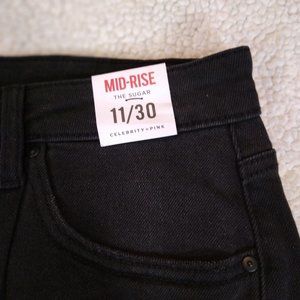 MID-RISE
THE SUGAR
11/30
CELEBRITY PINK